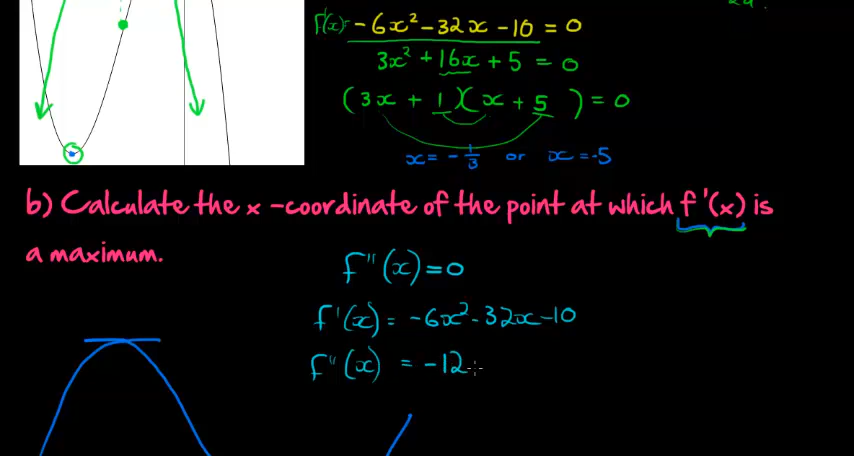 f'(x)= -6x² -32x -10 = 0
3x² + 16x + 5 = 0
(3x + 1)(x + 5) = 0
x = -1/3 or x = -5
b) Calculate the x-coordinate of the point at which f'(x) is
a maximum.
f''(x) = 0
f'(x) = -6x² -32x -10
f''(x) = -12